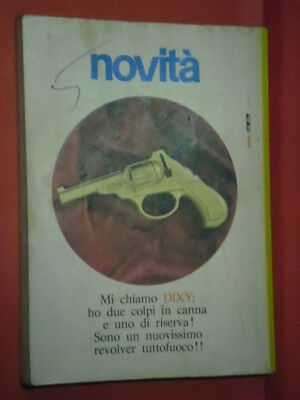 novità
Mi chiamo DIXY:
ho due colpi in canna
e uno di riserva!
Sono un nuovissimo
revolver tuttofuoco!!